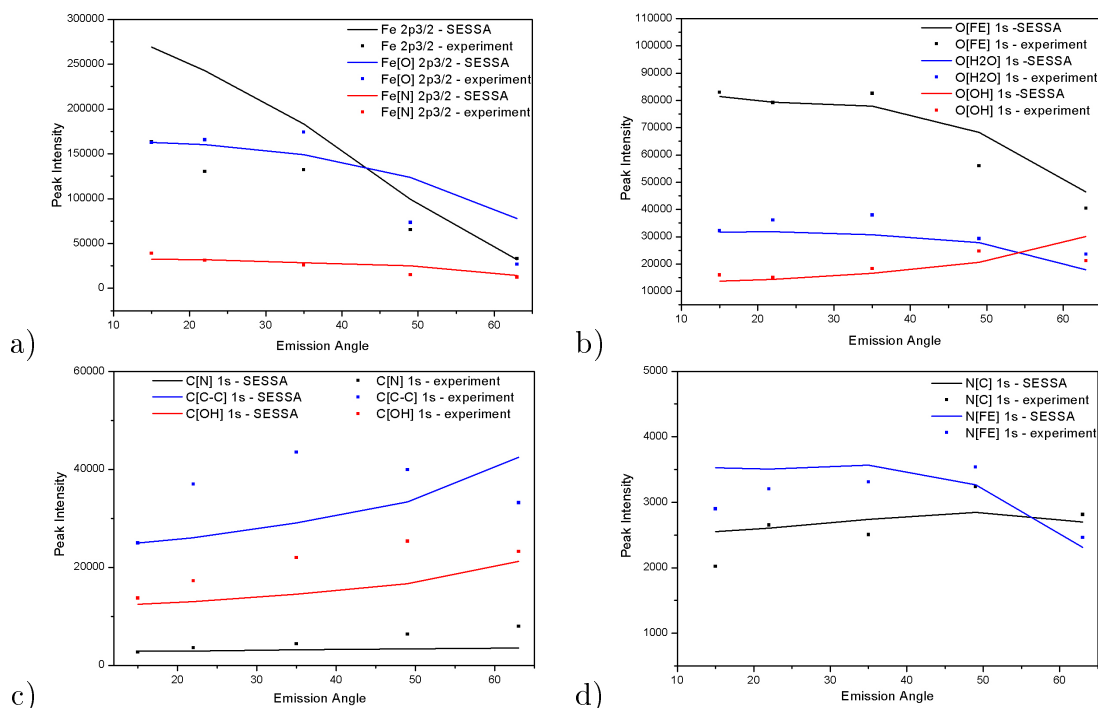 300000
250000
200000
150000
100000
50000
0
10 20 30 40 50 60
Peak Intensity
Emission Angle
Fe 2p3/2 - SESSA
Fe 2p3/2 - experiment
Fe[O] 2p3/2 - SESSA
Fe[O] 2p3/2 - experiment
Fe[N] 2p3/2 - SESSA
Fe[N] 2p3/2 - experiment
a)
110000
100000
90000
80000
70000
60000
50000
40000
30000
20000
10000
10 20 30 40 50 60
Peak Intensity
Emission Angle
O[FE] 1s -SESSA
O[FE] 1s - experiment
O[H2O] 1s -SESSA
O[H2O] 1s - experiment
O[OH] 1s -SESSA
O[OH] 1s - experiment
b)
60000
40000
20000
0
20 30 40 50 60
Peak Intensity
Emission Angle
C[N] 1s - SESSA
C[C-C] 1s - SESSA
C[OH] 1s - SESSA
C[N] 1s - experiment
C[C-C] 1s - experiment
C[OH] 1s - experiment
c)
5000
4000
3000
2000
1000
10 20 30 40 50 60
Peak Intensity
Emission Angle
N[C] 1s - SESSA
N[C] 1s - experiment
N[FE] 1s - SESSA
N[FE] 1s - experiment
d)